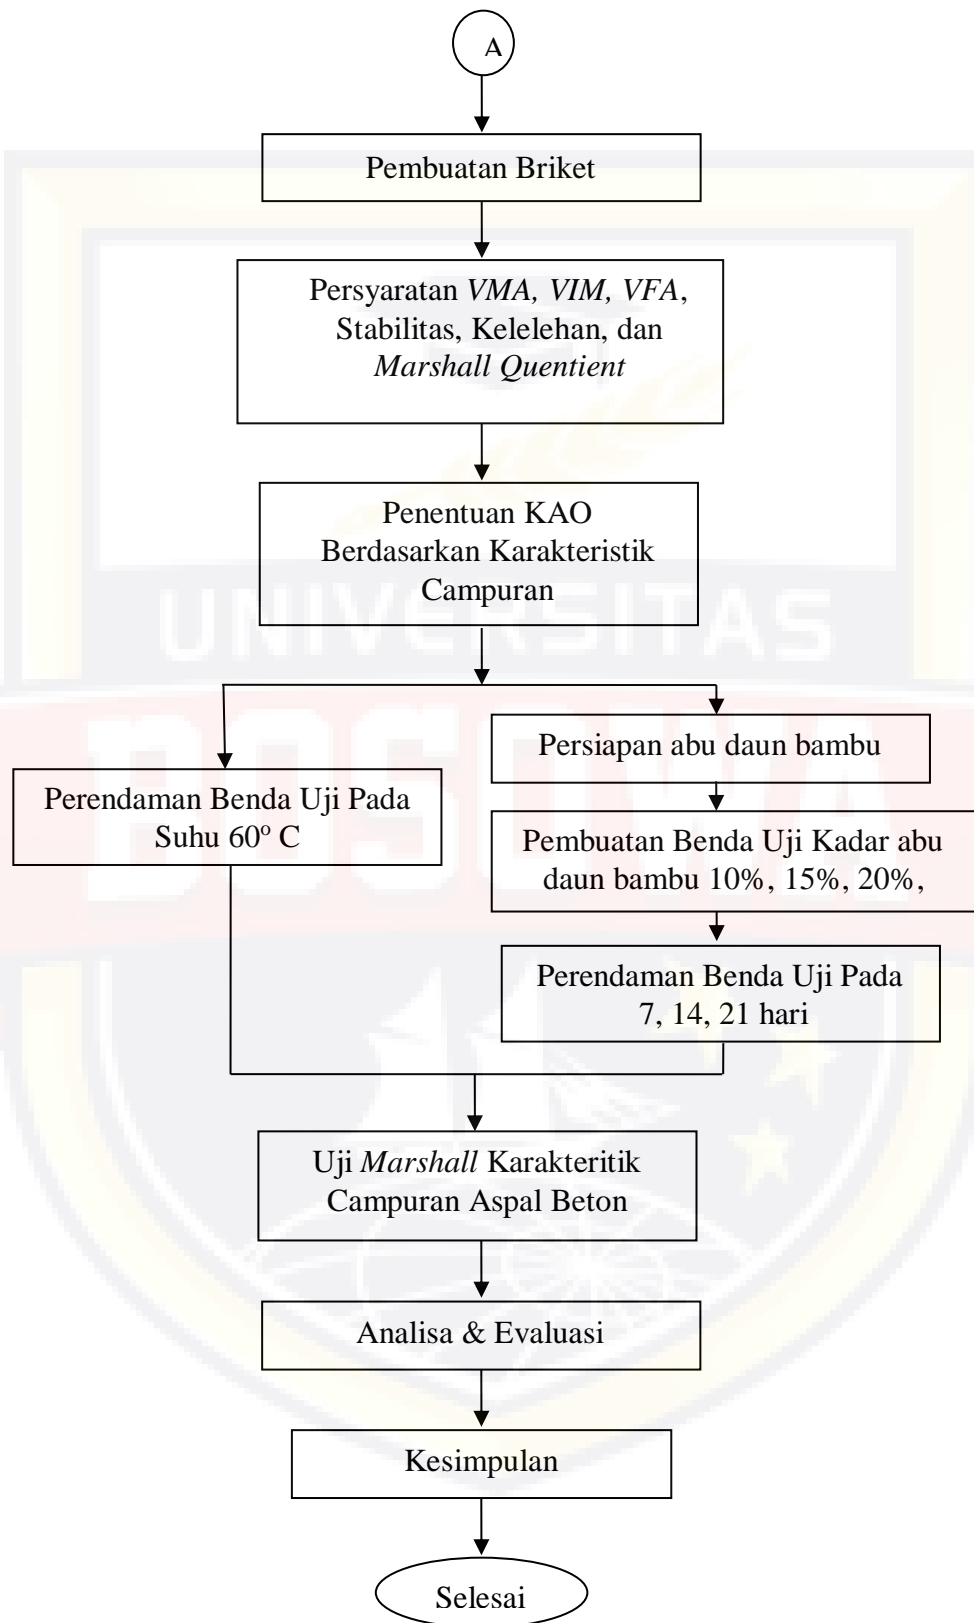 A
Pembuatan Briket
Persyaratan VMA, VIM, VFA,
Stabilitas, Kelelehan, dan
Marshall Quentient
Penentuan KAO
Berdasarkan Karakteristik
Campuran
UNIVERSITAS
BOSOWA
Persiapan abu daun bambu
Perendaman Benda Uji Pada
Suhu 60º C
Pembuatan Benda Uji Kadar abu
daun bambu 10%, 15%, 20%,
Perendaman Benda Uji Pada
7, 14, 21 hari
Uji Marshall Karakteritik
Campuran Aspal Beton
Analisa & Evaluasi
Kesimpulan
Selesai